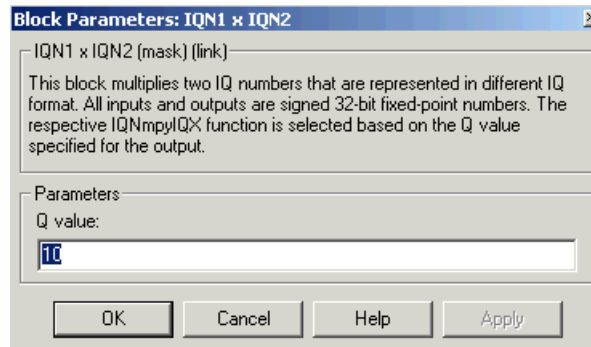 Block Parameters: IQN1 x IQN2
IQN1 x IQN2 (mask) (link)
This block multiplies two IQ numbers that are represented in different IQ
format. All inputs and outputs are signed 32-bit fixed-point numbers. The
respective IQNmpyIQX function is selected based on the Q value
specified for the output.
Parameters
Q value:
10
OK Cancel Help Apply